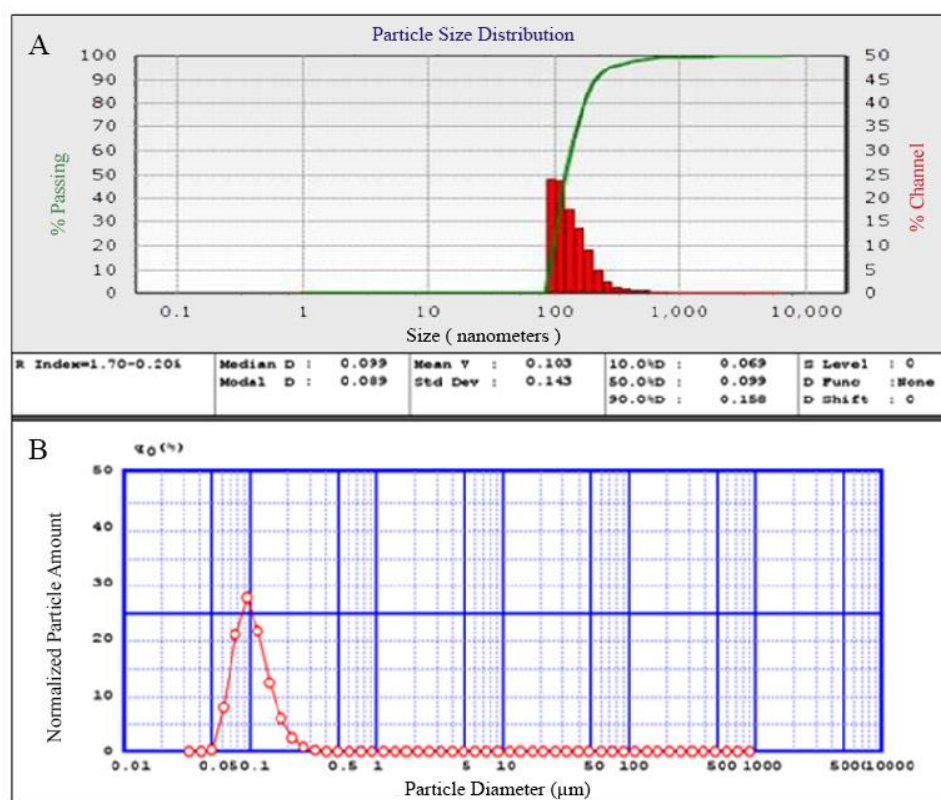 A
Particle Size Distribution
100
90
80
70
60
50
40
30
20
10
0
% Passing
50
45
40
35
30
25
20
15
10
5
0
% Channel
0.1 1 10 100 1,000 10,000
Size ( nanometers )
R Index=1.70-0.20i
Median D : 0.099
Modal D : 0.089
Mean V : 0.103
Std Dev : 0.143
10.0%D : 0.069
50.0%D : 0.099
90.0%D : 0.158
S Level : 0
D Func :None
D Shift : 0
B
q0(%)
50
40
30
20
10
0
Normalized Particle Amount
0.01 0.05 0.1 0.5 1 5 10 50 100 500 1000 5000 10000
Particle Diameter (µm)